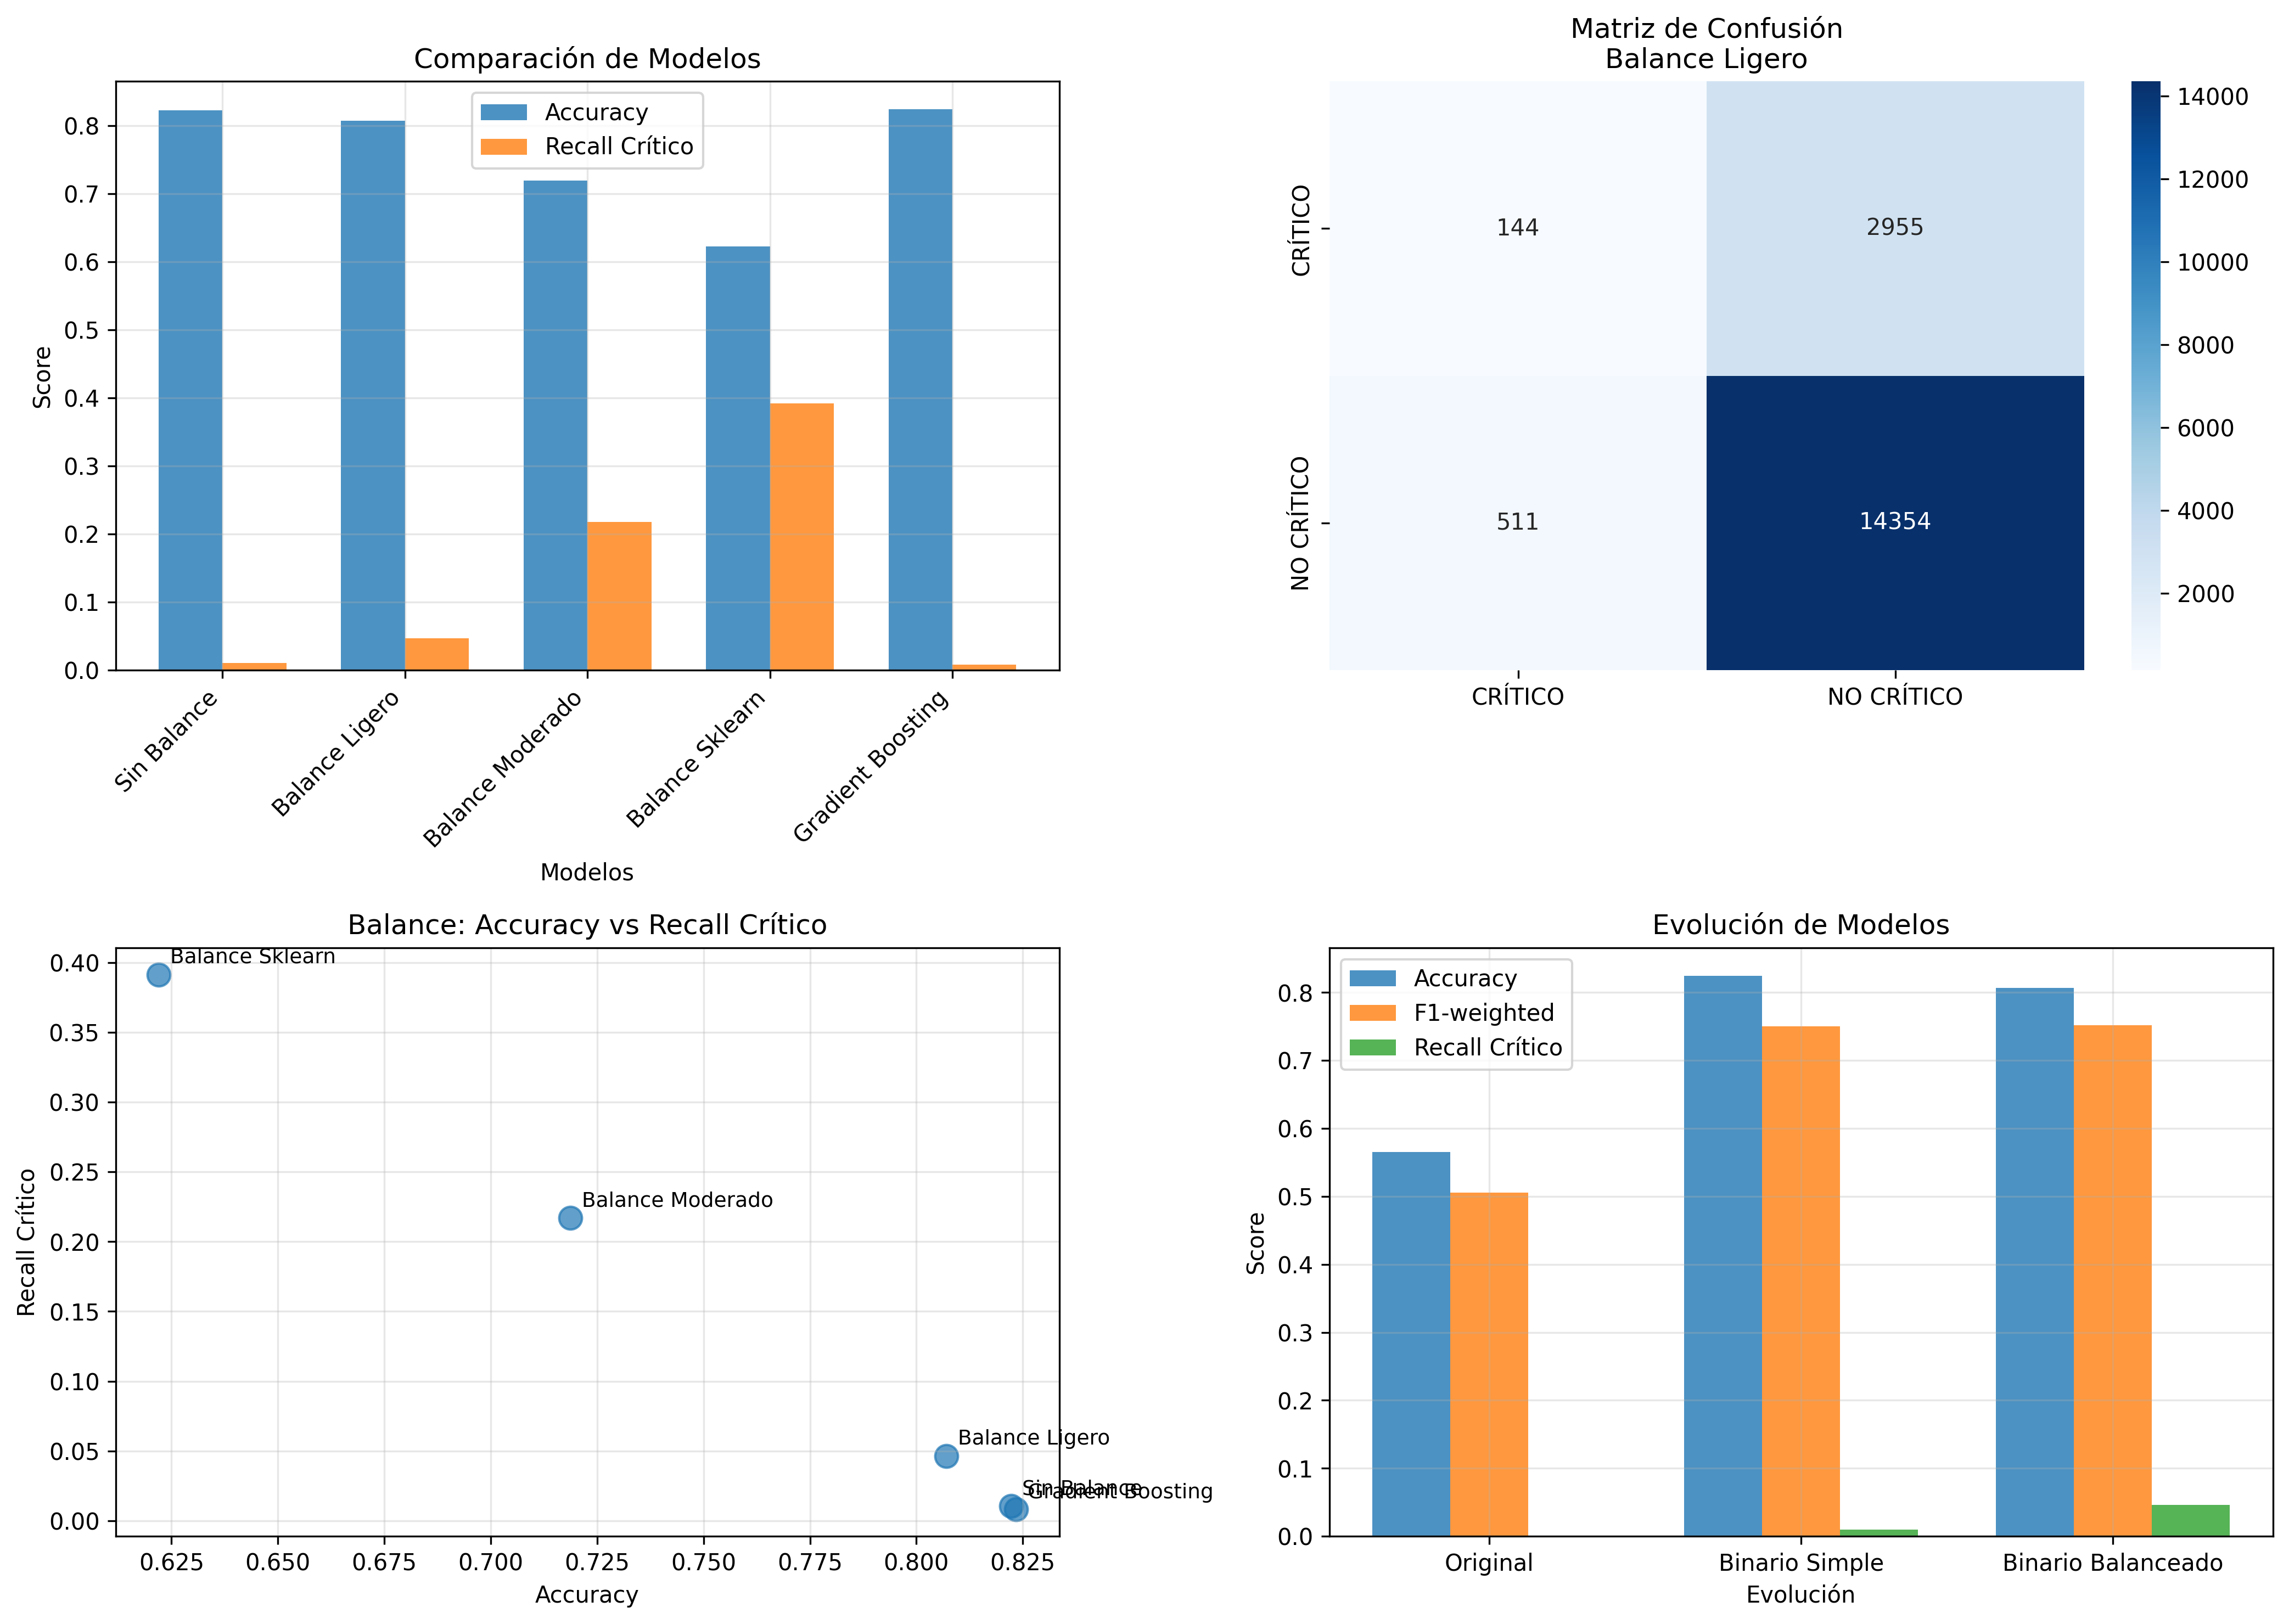 Comparación de Modelos
Accuracy
Recall Crítico
0.8
0.7
0.6
0.5
0.4
0.3
0.2
0.1
0.0
Score
Sin Balance
Balance Ligero
Balance Moderado
Balance Sklearn
Gradient Boosting
Modelos
Matriz de Confusión
Balance Ligero
CRÍTICO
NO CRÍTICO
144
2955
511
14354
CRÍTICO
NO CRÍTICO
14000
12000
10000
8000
6000
4000
2000
Balance: Accuracy vs Recall Crítico
0.40
0.35
0.30
0.25
0.20
0.15
0.10
0.05
0.00
Recall Crítico
Balance Sklearn
Balance Moderado
Balance Ligero
Sin Balance
Gradient Boosting
0.625
0.650
0.675
0.700
0.725
0.750
0.775
0.800
0.825
Accuracy
Evolución de Modelos
Accuracy
F1-weighted
Recall Crítico
0.8
0.7
0.6
0.5
0.4
0.3
0.2
0.1
0.0
Score
Original
Binario Simple
Binario Balanceado
Evolución